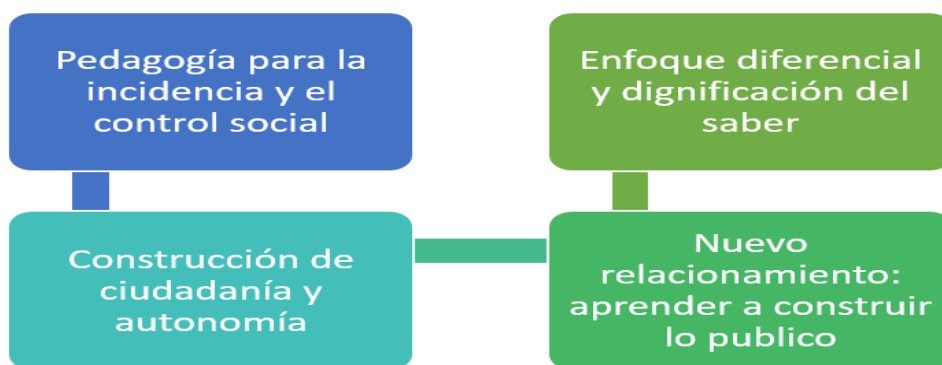 Pedagogía para la
incidencia y el
control social
Construcción de
ciudadanía y
autonomía
Nuevo
relacionamiento:
aprender a construir
lo publico
Enfoque diferencial
y dignificación del
saber